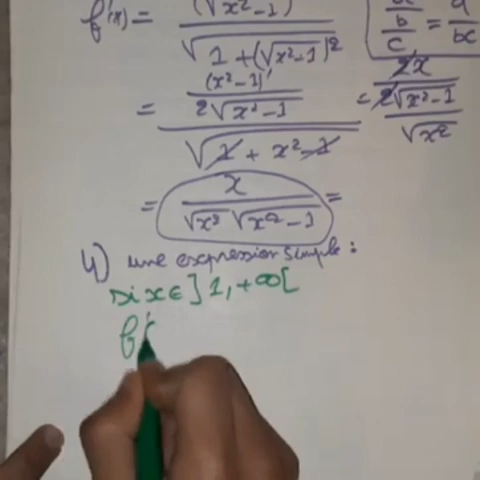 f'(x) = (√x²-1)' / √1+(√x²-1)²
a/b/c = a/bc
= (x²-1)'/2√x²-1 / √1 + x²-1 = 2x/2√x²-1 / √x²
= x / √x² √x²-1 =
4) une expression simple :
si x ∈ ]1, +∞[
f'